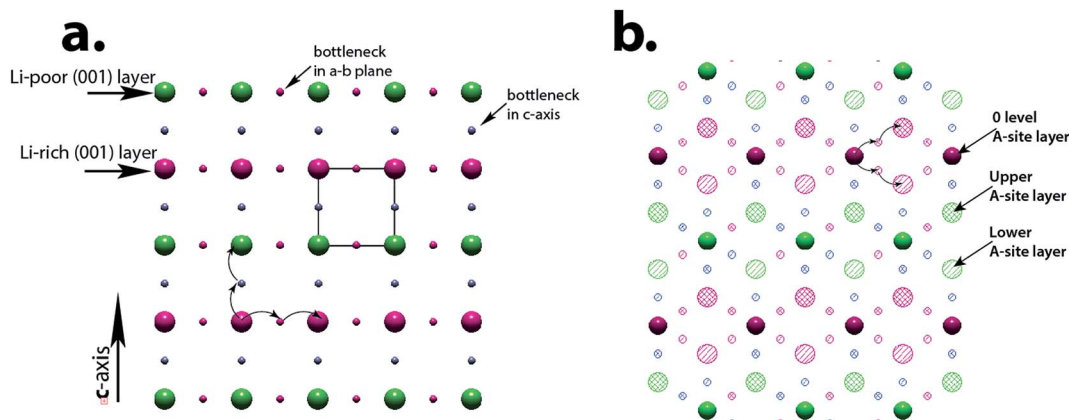 a.
bottleneck
in a-b plane
Li-poor (001) layer
bottleneck
in c-axis
Li-rich (001) layer
c-axis
b.
0 level
A-site layer
Upper
A-site layer
Lower
A-site layer